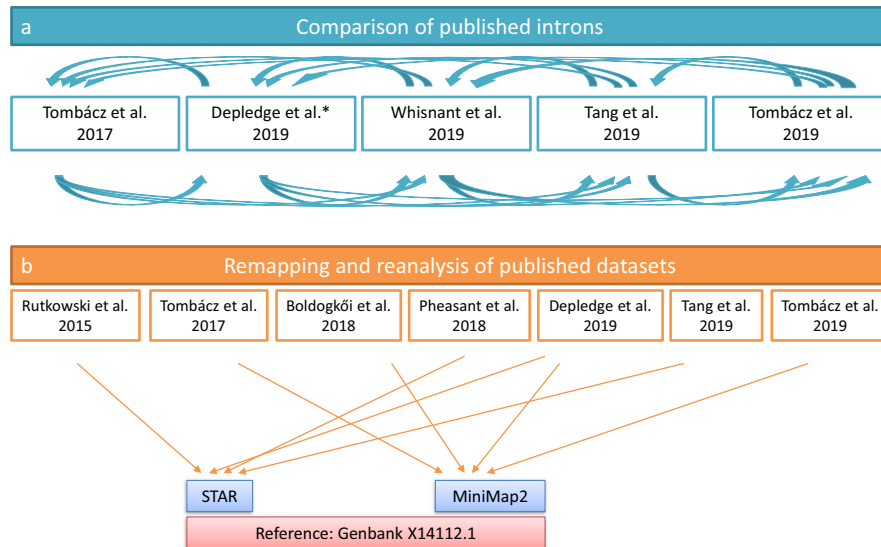 a Comparison of published introns
Tombácz et al.
2017
Depledge et al.*
2019
Whisnant et al.
2019
Tang et al.
2019
Tombácz et al.
2019
b Remapping and reanalysis of published datasets
Rutkowski et al.
2015
Tombácz et al.
2017
Boldogkői et al.
2018
Pheasant et al.
2018
Depledge et al.
2019
Tang et al.
2019
Tombácz et al.
2019
STAR
MiniMap2
Reference: Genbank X14112.1